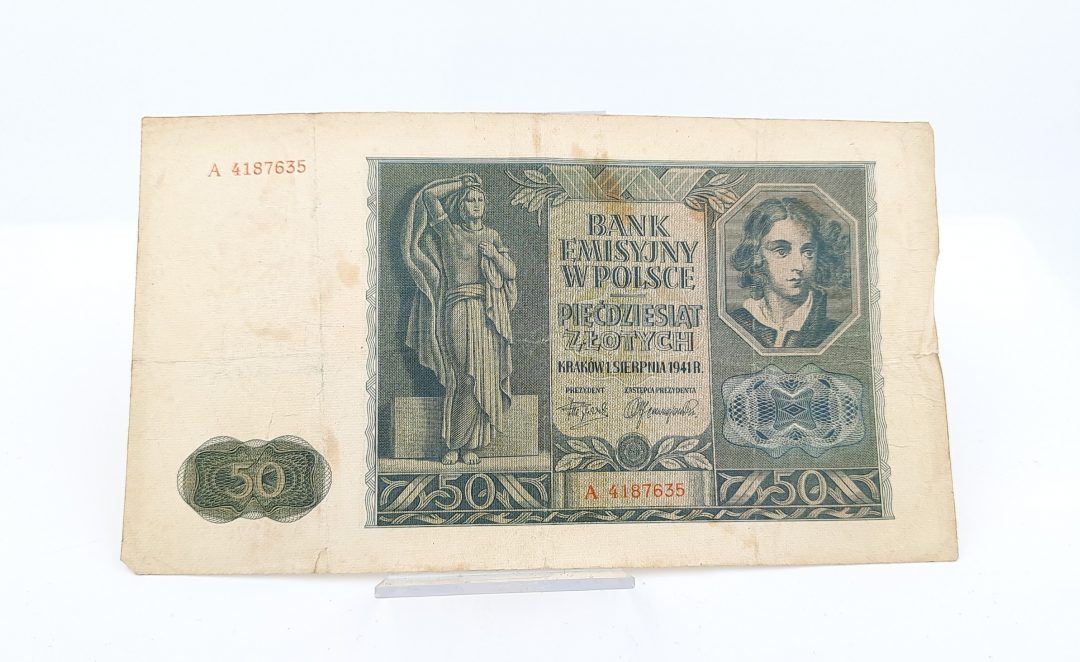 A 4187635
BANK
EMISYJNY
W POLSCE
PIĘĆDZIESIĄT
ZŁOTYCH
KRAKÓW 1. SIERPNIA 1941 R.
PREZYDENT ZASTĘPCA PREZYDENTA
50
50
A 4187635
50